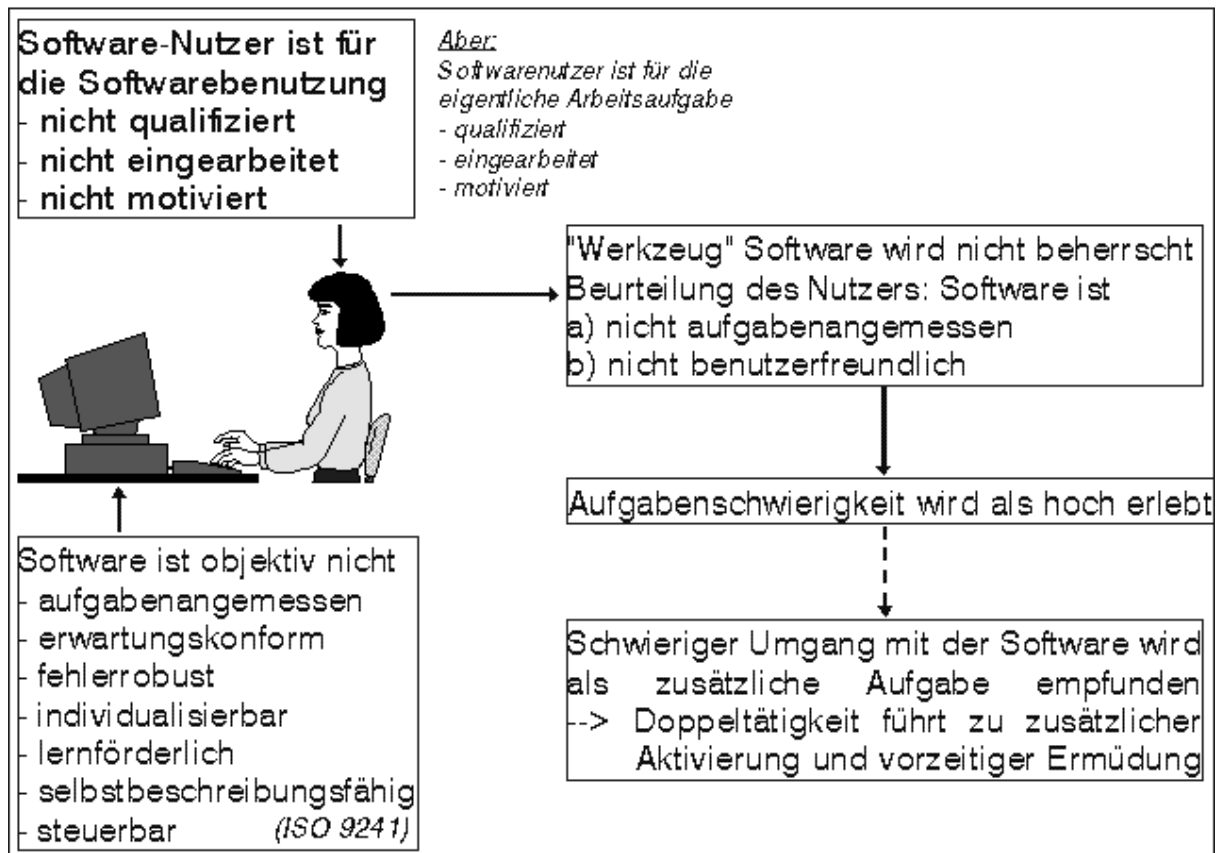 Software-Nutzer ist für
die Softwarebenutzung
- nicht qualifiziert
- nicht eingearbeitet
- nicht motiviert
Aber:
Softwarenutzer ist für die
eigentliche Arbeitsaufgabe
- qualifiziert
- eingearbeitet
- motiviert
"Werkzeug" Software wird nicht beherrscht
Beurteilung des Nutzers: Software ist
a) nicht aufgabenangemessen
b) nicht benutzerfreundlich
Aufgabenschwierigkeit wird als hoch erlebt
Schwieriger Umgang mit der Software wird
als zusätzliche Aufgabe empfunden
--> Doppeltätigkeit führt zu zusätzlicher
Aktivierung und vorzeitiger Ermüdung
Software ist objektiv nicht
- aufgabenangemessen
- erwartungskonform
- fehlerrobust
- individualisierbar
- lernförderlich
- selbstbeschreibungsfähig
- steuerbar (ISO 9241)